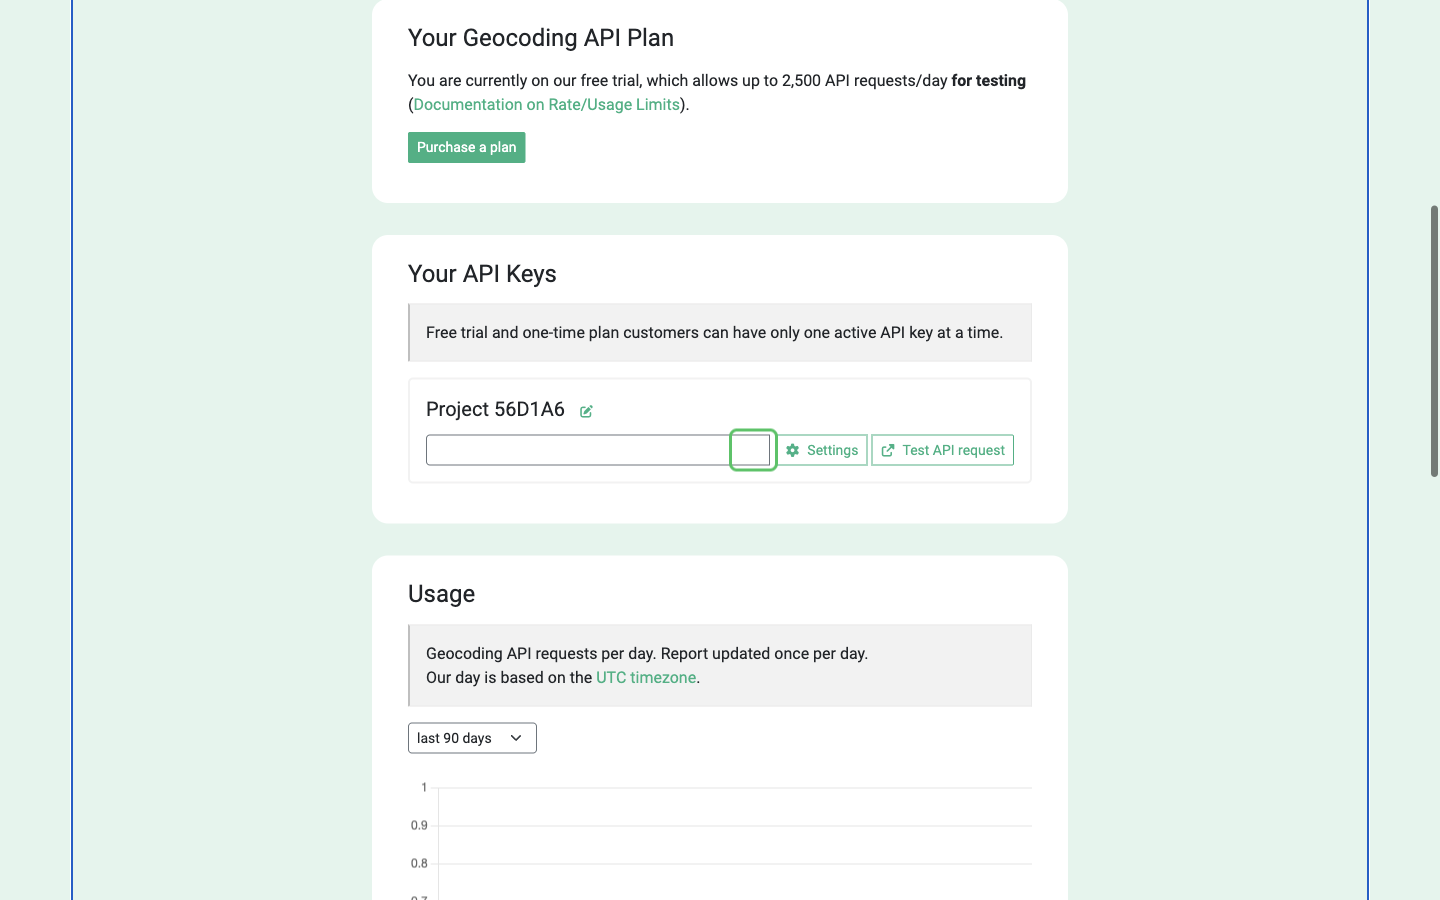 Your Geocoding API Plan
You are currently on our free trial, which allows up to 2,500 API requests/day for testing
(Documentation on Rate/Usage Limits).
Purchase a plan
Your API Keys
Free trial and one-time plan customers can have only one active API key at a time.
Project 56D1A6
Settings
Test API request
Usage
Geocoding API requests per day. Report updated once per day.
Our day is based on the UTC timezone.
last 90 days
1
0.9
0.8